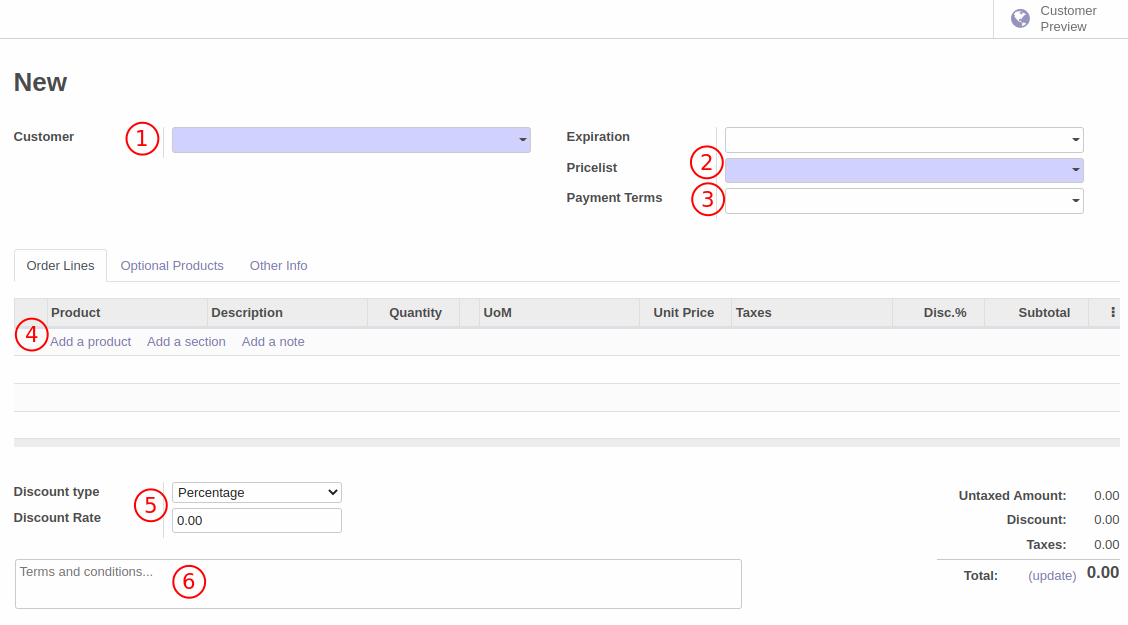 Customer
Preview
New
Customer 1
Expiration
Pricelist 2
Payment Terms 3
Order Lines Optional Products Other Info
Product Description Quantity UoM Unit Price Taxes Disc.% Subtotal
4 Add a product Add a section Add a note
Discount type Percentage
5
Discount Rate 0.00
Untaxed Amount: 0.00
Discount: 0.00
Taxes: 0.00
Total: (update) 0.00
Terms and conditions... 6